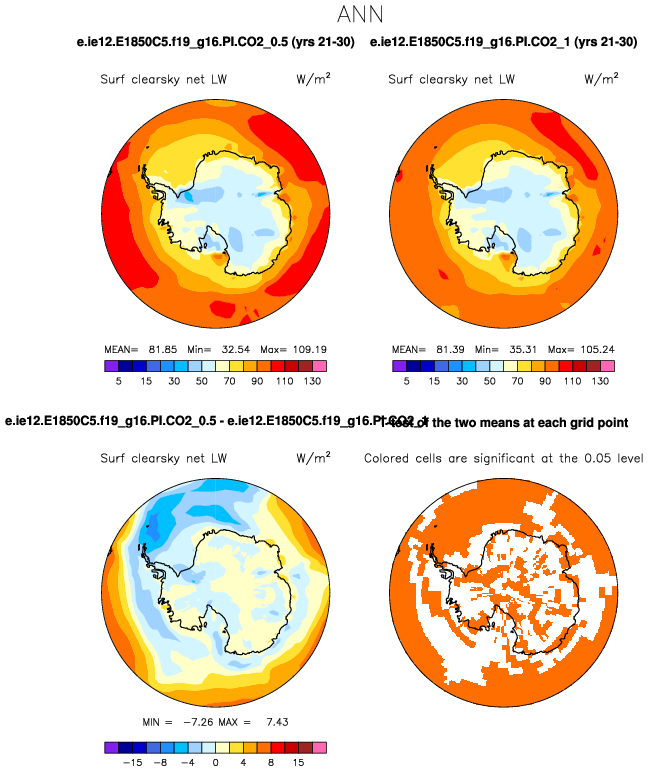 ANN
e.ie12.E1850C5.f19_g16.PI.CO2_0.5 (yrs 21-30)
e.ie12.E1850C5.f19_g16.PI.CO2_1 (yrs 21-30)
Surf clearsky net LW W/m²
Surf clearsky net LW W/m²
MEAN= 81.85 Min= 32.54 Max= 109.19
5 15 30 50 70 90 110 130
MEAN= 81.39 Min= 35.31 Max= 105.24
5 15 30 50 70 90 110 130
e.ie12.E1850C5.f19_g16.PI.CO2_0.5 - e.ie12.E1850C5.f19_g16.PI.CO2_1
T-test of the two means at each grid point
Surf clearsky net LW W/m²
Colored cells are significant at the 0.05 level
MIN = -7.26 MAX = 7.43
-15 -8 -4 0 4 8 15